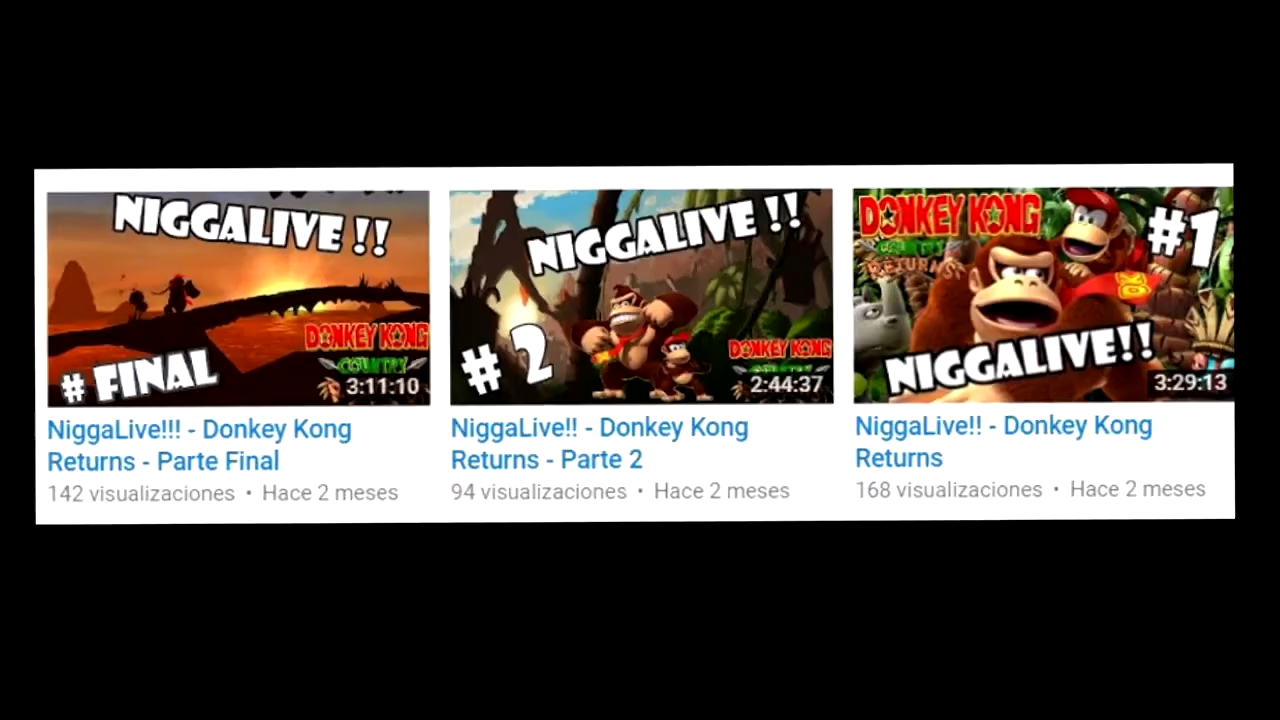 NIGGALIVE !!
# FINAL
DONKEY KONG
COUNTRY
3:11:10
NiggaLive!!! - Donkey Kong
Returns - Parte Final
142 visualizaciones • Hace 2 meses
NIGGALIVE !!
# 2
DONKEY KONG
2:44:37
NiggaLive!! - Donkey Kong
Returns - Parte 2
94 visualizaciones • Hace 2 meses
DONKEY KONG
COUNTRY
RETURNS
#1
NIGGALIVE!!
3:29:13
NiggaLive!! - Donkey Kong
Returns
168 visualizaciones • Hace 2 meses